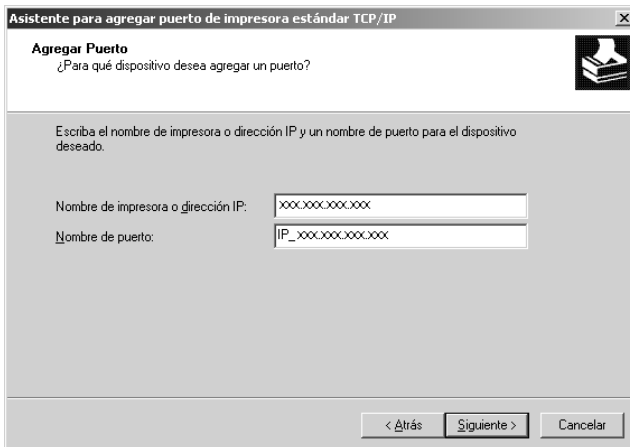 Asistente para agregar puerto de impresora estándar TCP/IP
Agregar Puerto
¿Para qué dispositivo desea agregar un puerto?
Escriba el nombre de impresora o dirección IP y un nombre de puerto para el dispositivo
deseado.
Nombre de impresora o dirección IP: xxx.xxx.xxx.xxx
Nombre de puerto: IP_xxx.xxx.xxx.xxx
< Atrás Siguiente > Cancelar